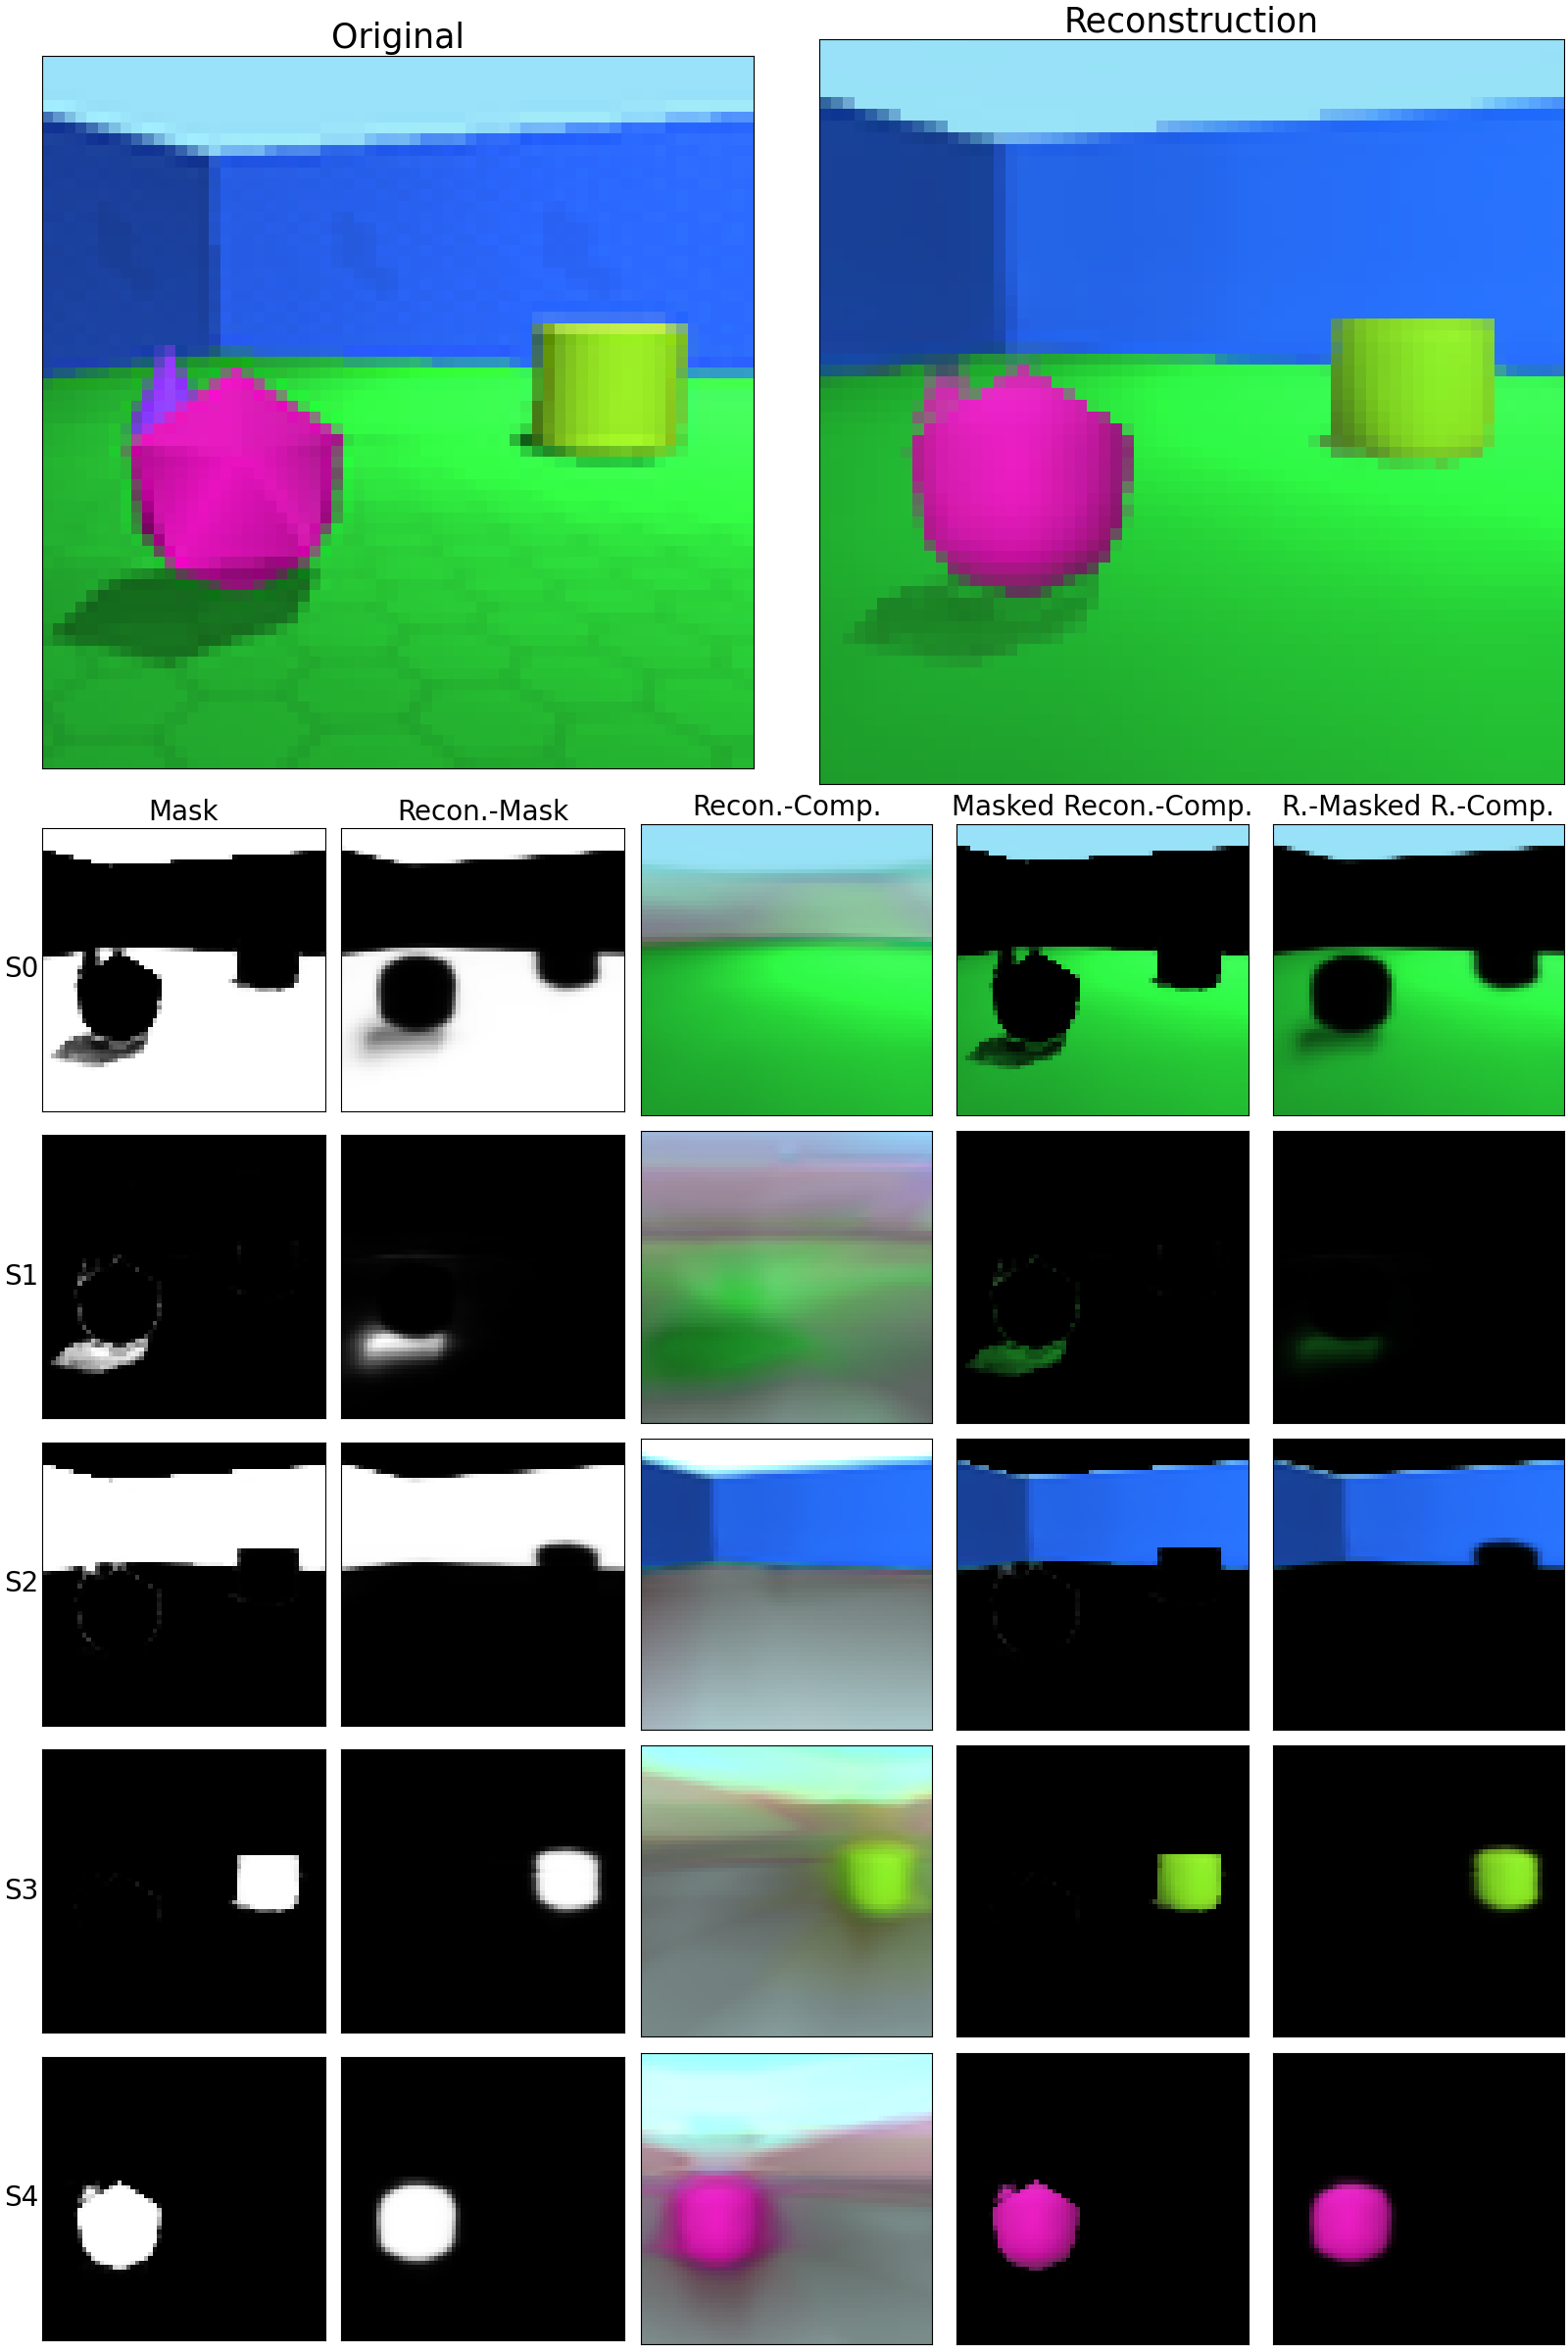 Original
Reconstruction
Mask
Recon.-Mask
Recon.-Comp.
Masked Recon.-Comp.
R.-Masked R.-Comp.
S0
S1
S2
S3
S4